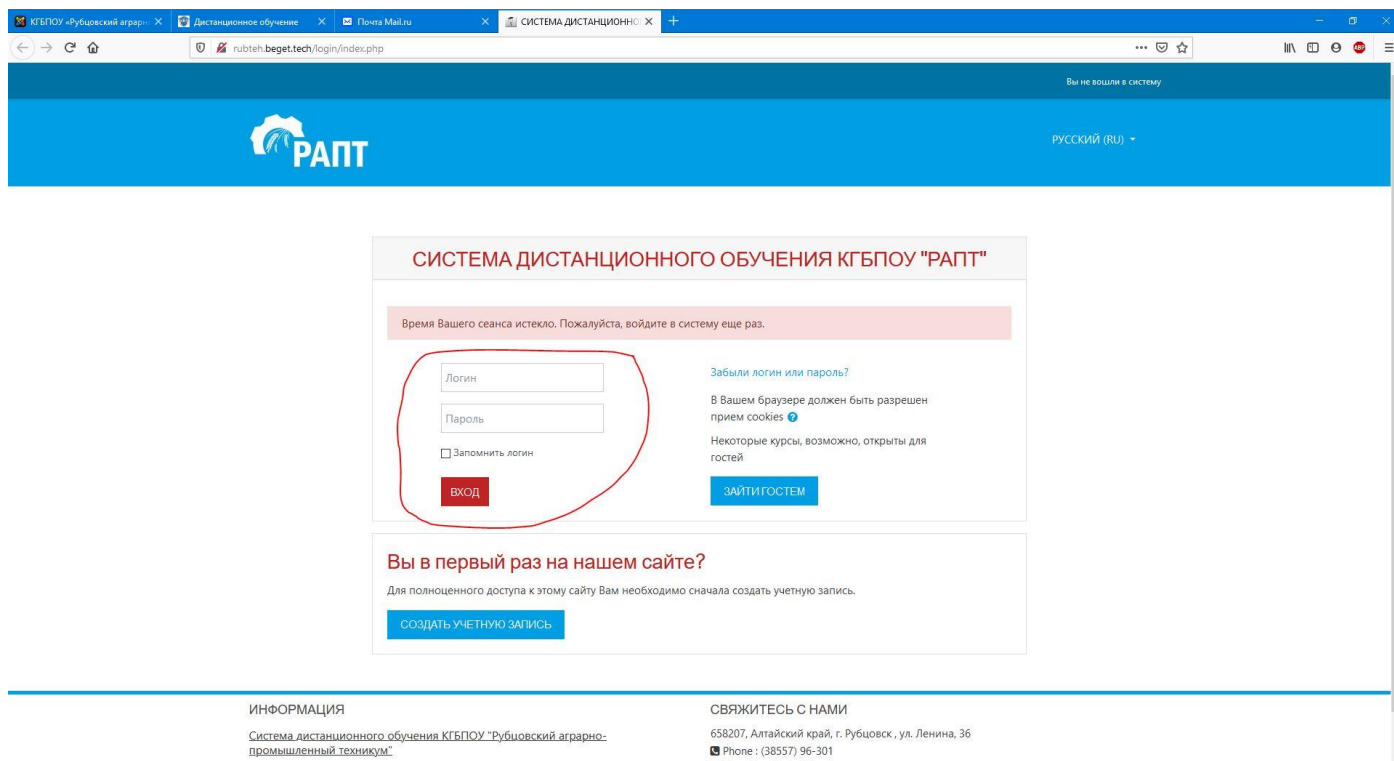 КГБПОУ «Рубцовский аграрн
Дистанционное обучение
Почта Mail.ru
СИСТЕМА ДИСТАНЦИОННО
rubteh.beget.tech/login/index.php
ABP
Вы не вошли в систему
РАПТ
РУССКИЙ (RU)
СИСТЕМА ДИСТАНЦИОННОГО ОБУЧЕНИЯ КГБПОУ "РАПТ"
Время Вашего сеанса истекло. Пожалуйста, войдите в систему еще раз.
Логин
Пароль
Запомнить логин
ВХОД
Забыли логин или пароль?
В Вашем браузере должен быть разрешен
прием cookies
Некоторые курсы, возможно, открыты для
гостей
ЗАЙТИ ГОСТЕМ
Вы в первый раз на нашем сайте?
Для полноценного доступа к этому сайту Вам необходимо сначала создать учетную запись.
СОЗДАТЬ УЧЕТНУЮ ЗАПИСЬ
ИНФОРМАЦИЯ
Система дистанционного обучения КГБПОУ "Рубцовский аграрно-
промышленный техникум"
СВЯЖИТЕСЬ С НАМИ
658207, Алтайский край, г. Рубцовск , ул. Ленина, 36
Phone : (38557) 96-301